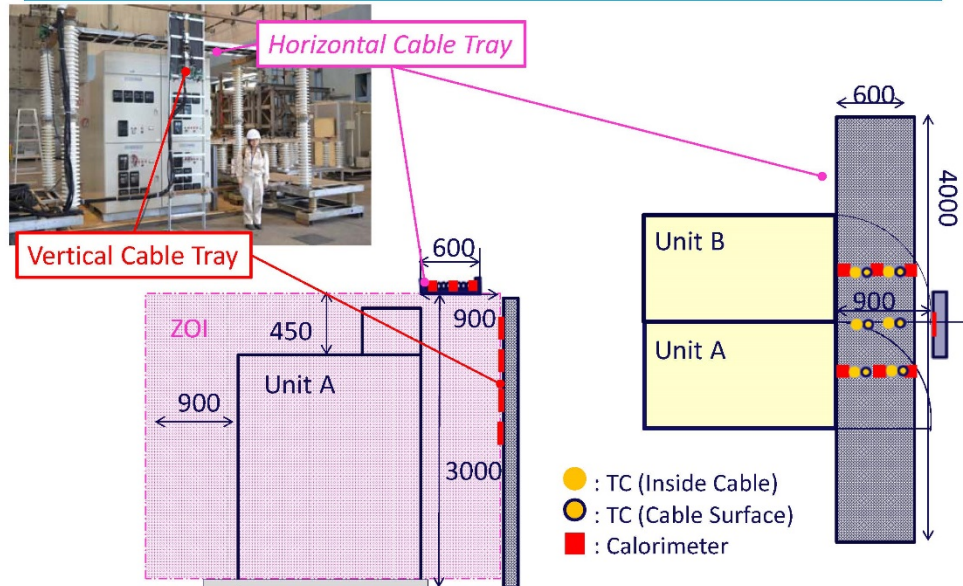 Horizontal Cable Tray
Vertical Cable Tray
600
ZOI
450
900
900
Unit A
3000
600
4000
Unit B
900
Unit A
: TC (Inside Cable)
: TC (Cable Surface)
: Calorimeter